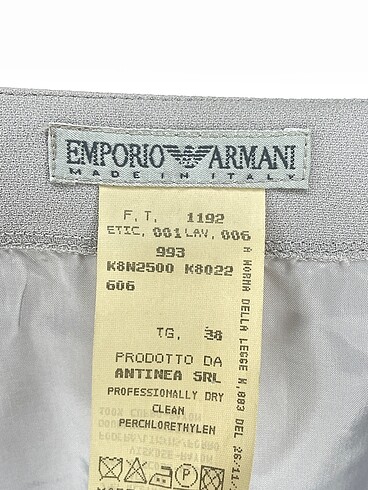 EMPORIO ARMANI
MADE IN ITALY
F.T. 1192
ETIC. 001 LAV. 006
993
K8N2500 K8022
606
TG. 38
PRODOTTO DA
ANTINEA SRL
PROFESSIONALLY DRY
CLEAN
PERCHLORETHYLEN
P
A NORMA DELLA LEGGE N.883 DEL 26.11